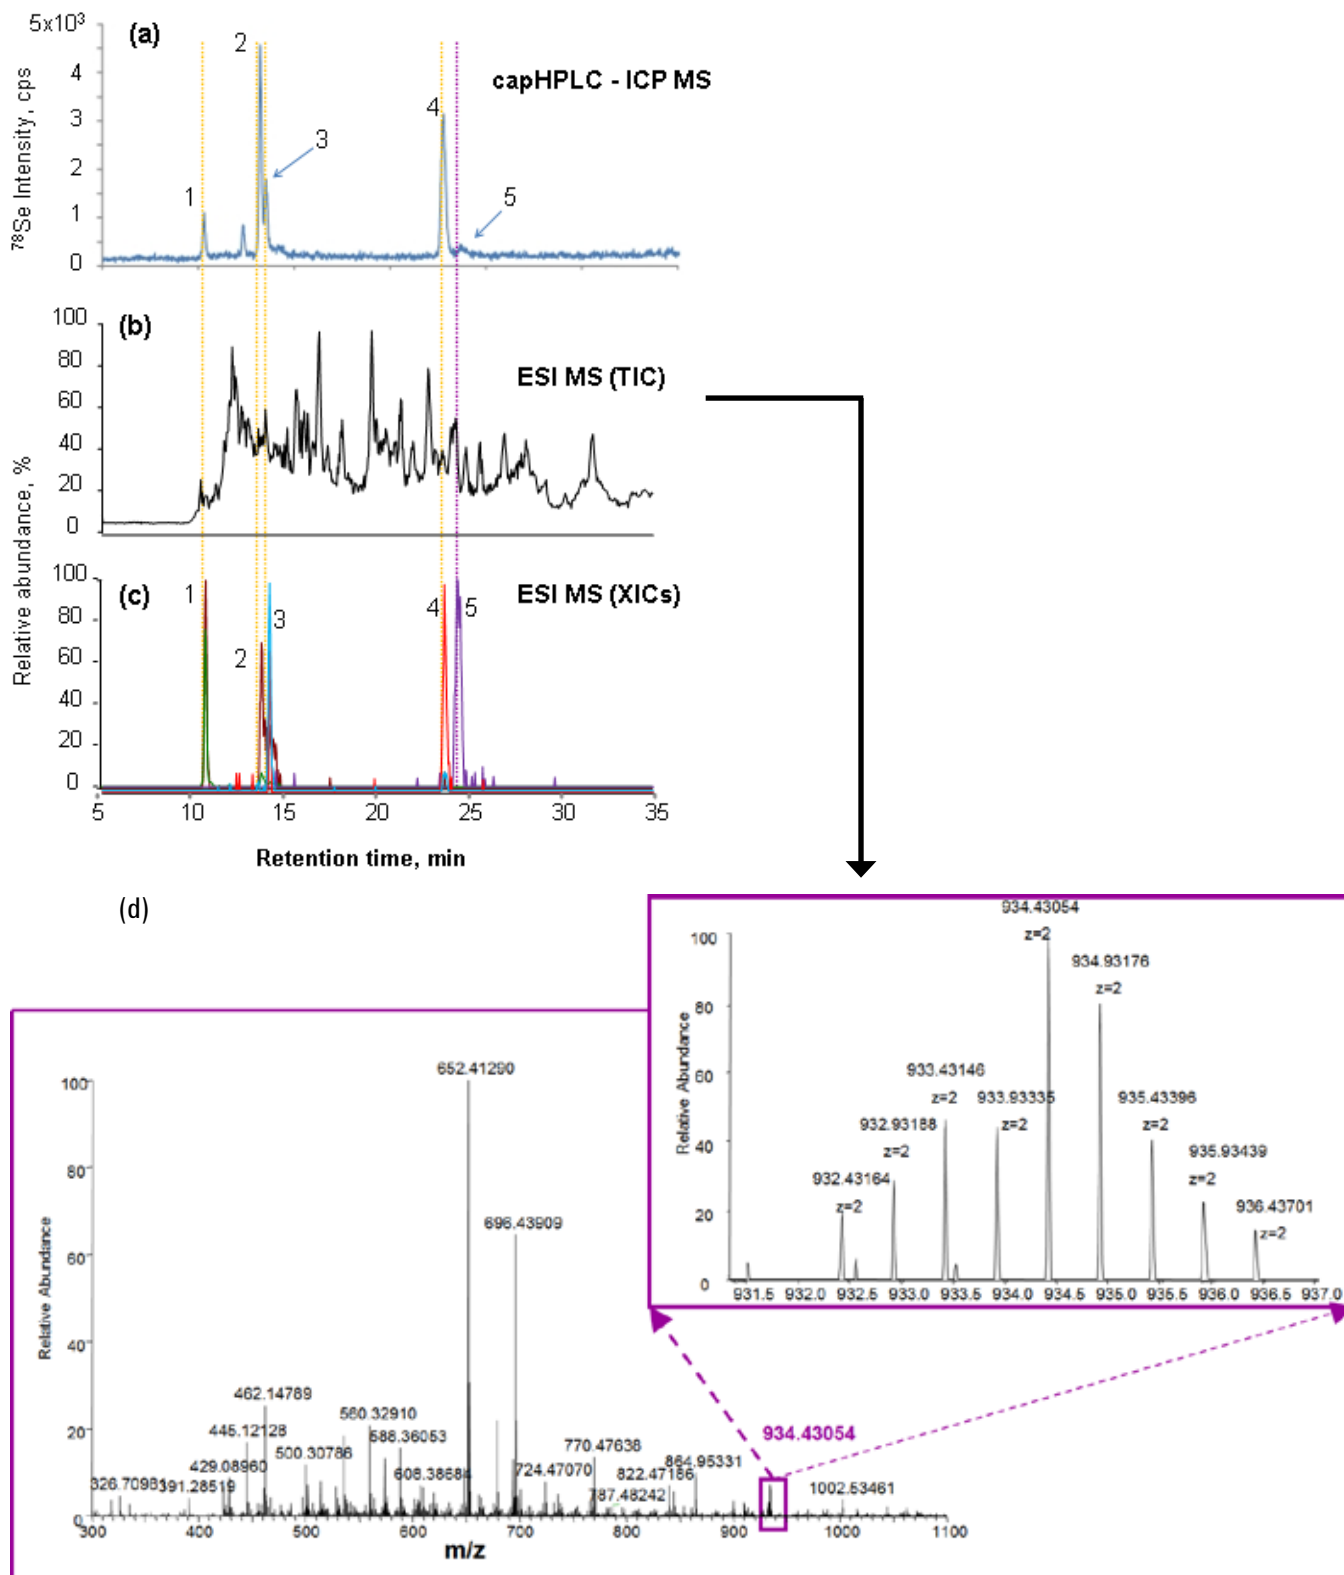 5x10³
(a)
2
capHPLC - ICP MS
4
4
3
3
2
1
5
1
0
⁷⁸Se Intensity, cps
100
(b)
80
ESI MS (TIC)
60
40
20
0
Relative abundance, %
100
(c)
1
ESI MS (XICs)
4
5
80
3
60
2
40
20
0
5 10 15 20 25 30 35
Retention time, min
(d)
934.43054
z=2
100
934.93176
z=2
80
933.43146
z=2
60
933.93335
z=2
935.43396
z=2
932.93188
z=2
40
935.93439
z=2
932.43164
z=2
936.43701
z=2
20
0
Relative Abundance
931.5 932.0 932.5 933.0 933.5 934.0 934.5 935.0 935.5 936.0 936.5 937.0
652.41290
100
80
696.43909
60
40
462.14789
560.32910
445.12128
934.43054
20
588.36053
500.30786
770.47638
864.95331
429.08960
608.38684
724.47070
822.47186
391.28519
787.48242
1002.53461
0
Relative Abundance
300 400 500 600 700 800 900 1000 1100
m/z